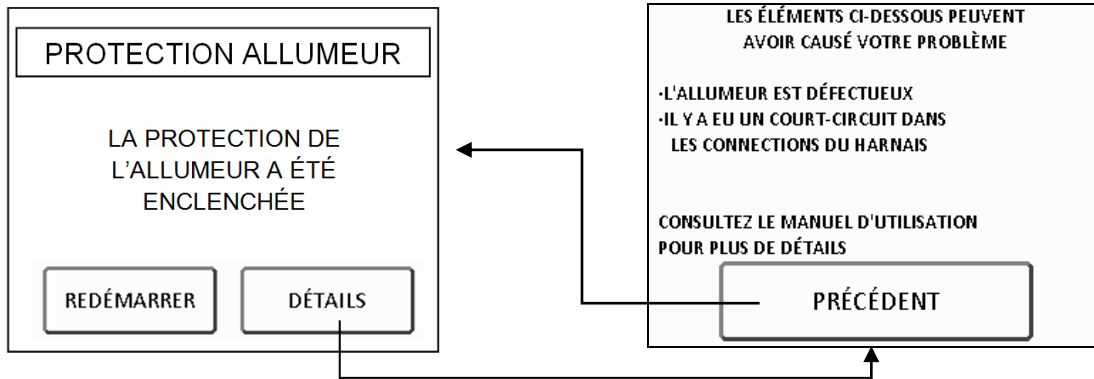 PROTECTION ALLUMEUR
LA PROTECTION DE
L’ALLUMEUR A ÉTÉ
ENCLENCHÉE
REDÉMARRER
DÉTAILS
LES ÉLÉMENTS CI-DESSOUS PEUVENT
AVOIR CAUSÉ VOTRE PROBLÈME
·L'ALLUMEUR EST DÉFECTUEUX
·IL Y A EU UN COURT-CIRCUIT DANS
LES CONNECTIONS DU HARNAIS
CONSULTEZ LE MANUEL D'UTILISATION
POUR PLUS DE DÉTAILS
PRÉCÉDENT